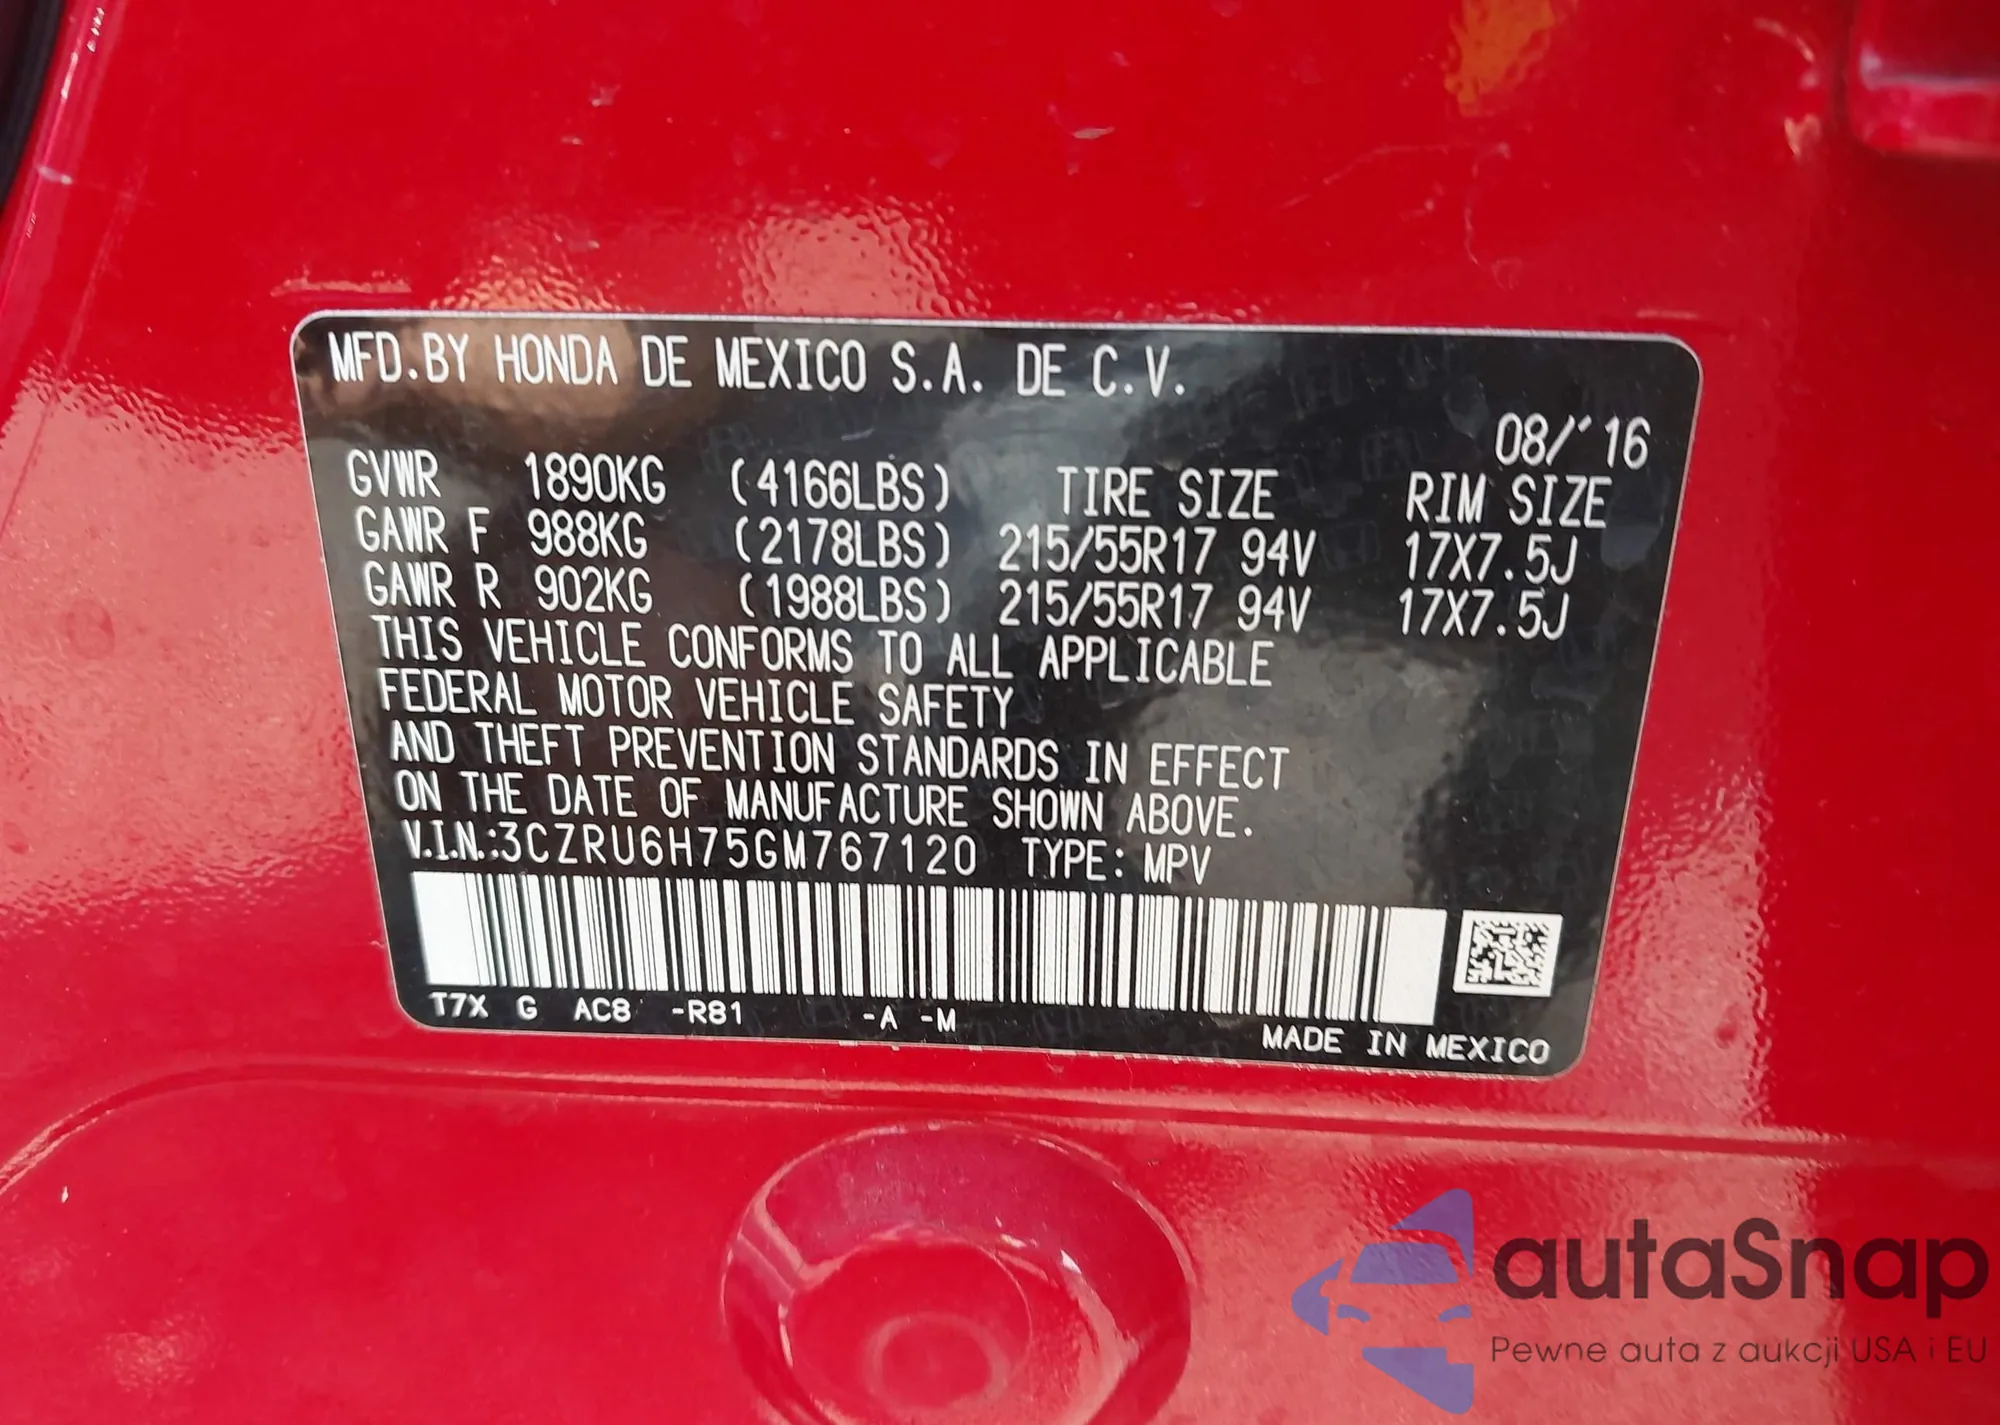 MFD.BY HONDA DE MEXICO S.A. DE C.V.
08/'16
GVWR 1890KG (4166LBS) TIRE SIZE RIM SIZE
GAWR F 988KG (2178LBS) 215/55R17 94V 17X7.5J
GAWR R 902KG (1988LBS) 215/55R17 94V 17X7.5J
THIS VEHICLE CONFORMS TO ALL APPLICABLE
FEDERAL MOTOR VEHICLE SAFETY
AND THEFT PREVENTION STANDARDS IN EFFECT
ON THE DATE OF MANUFACTURE SHOWN ABOVE.
V.I.N.:3CZRU6H75GM767120 TYPE: MPV
T7X G AC8 -R81 -A -M
MADE IN MEXICO
autaSnap
Pewne auta z aukcji USA i EU